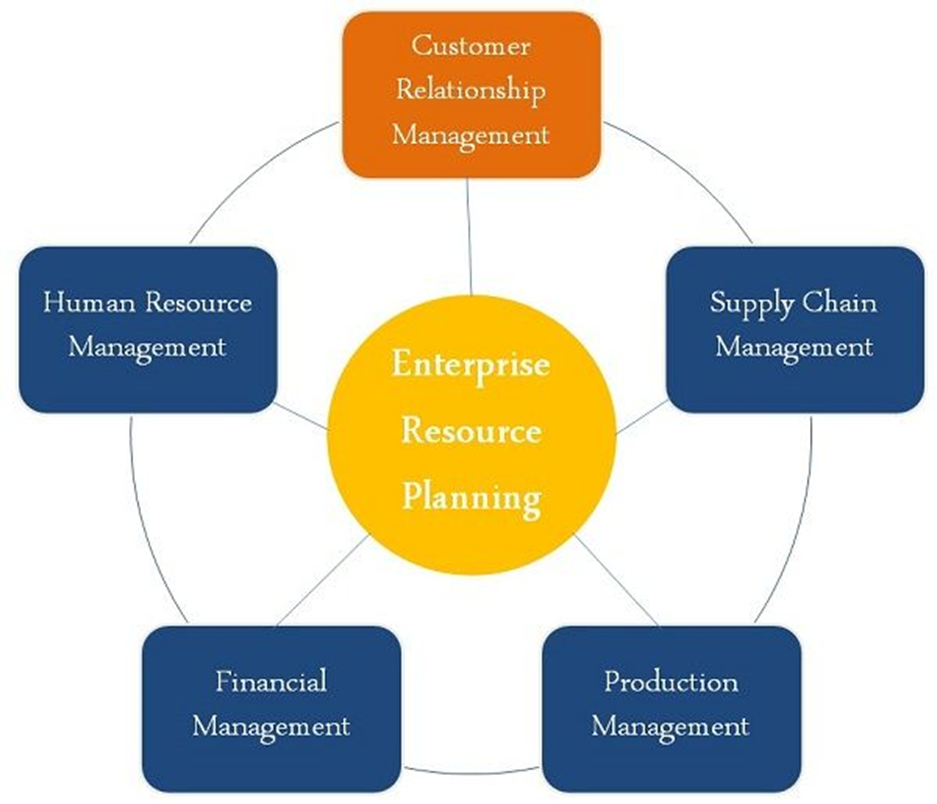 Customer
Relationship
Management
Human Resource
Management
Supply Chain
Management
Enterprise
Resource
Planning
Financial
Management
Production
Management